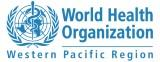 World Health
Organization
Western Pacific Region